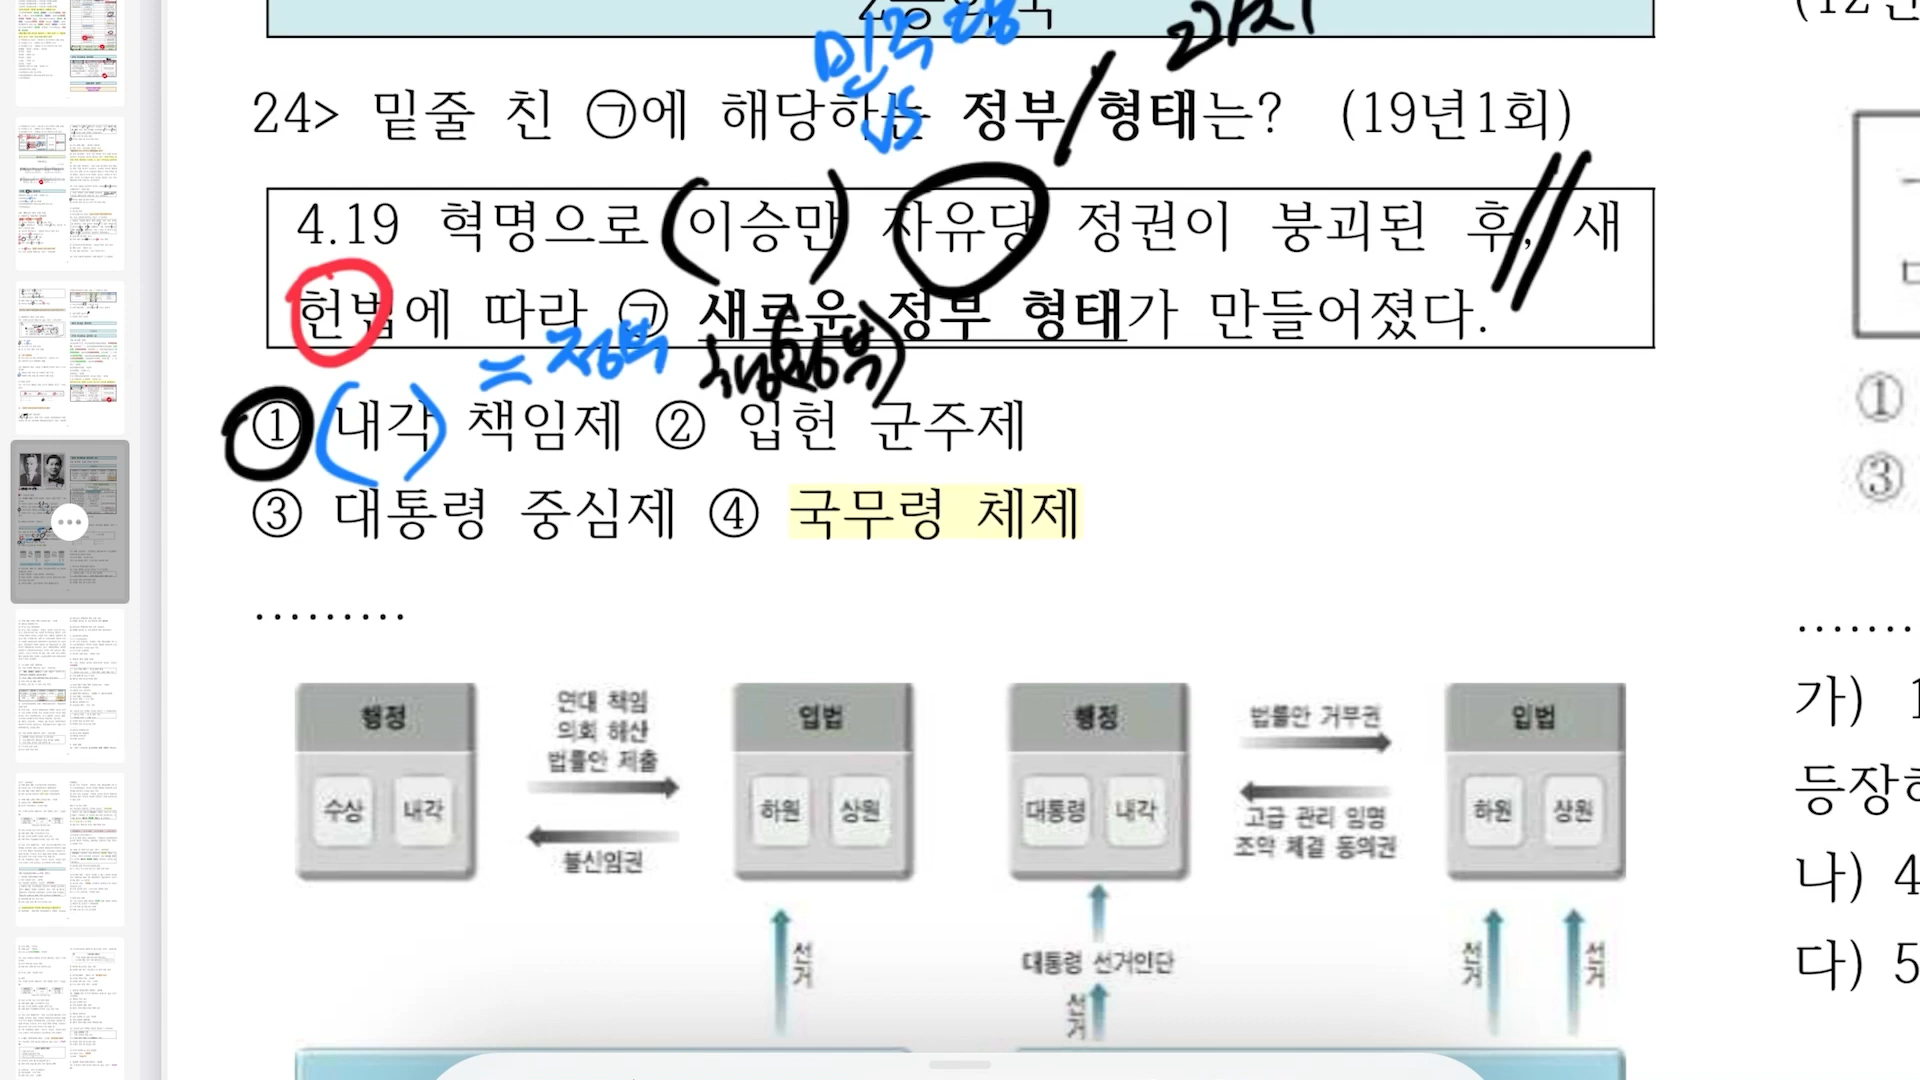 24> 밑줄 친 ㉠에 해당하는 정부 형태는? (19년1회)
4.19 혁명으로 이승만 자유당 정권이 붕괴된 후, 새
헌법에 따라 ㉠ 새로운 정부 형태가 만들어졌다.
= 정부
① 내각 책임제 ② 입헌 군주제
③ 대통령 중심제 ④ 국무령 체제
.........
행정
수상 내각
연대 책임
의회 해산
법률안 제출
불신임권
입법
하원 상원
선거
행정
대통령 내각
법률안 거부권
고급 관리 임명
조약 체결 동의권
입법
하원 상원
대통령 선거인단
선거
선거
선거
①
③
.......
가) 1
등장하
나) 4
다) 5